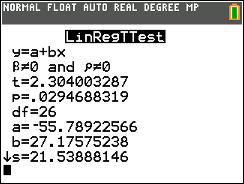 NORMAL FLOAT AUTO REAL DEGREE MP
LinRegTTest
y=a+bx
β≠0 and ρ≠0
t=2.304003287
p=.0294688319
df=26
a=-55.78922566
b=27.17575238
↓s=21.53888146